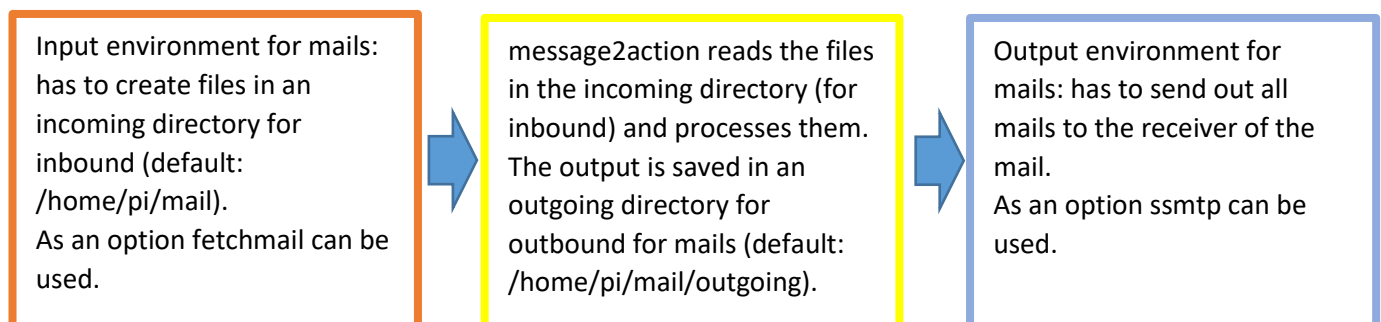 Input environment for mails:
has to create files in an
incoming directory for
inbound (default:
/home/pi/mail).
As an option fetchmail can be
used.
message2action reads the files
in the incoming directory (for
inbound) and processes them.
The output is saved in an
outgoing directory for
outbound for mails (default:
/home/pi/mail/outgoing).
Output environment for
mails: has to send out all
mails to the receiver of the
mail.
As an option ssmtp can be
used.